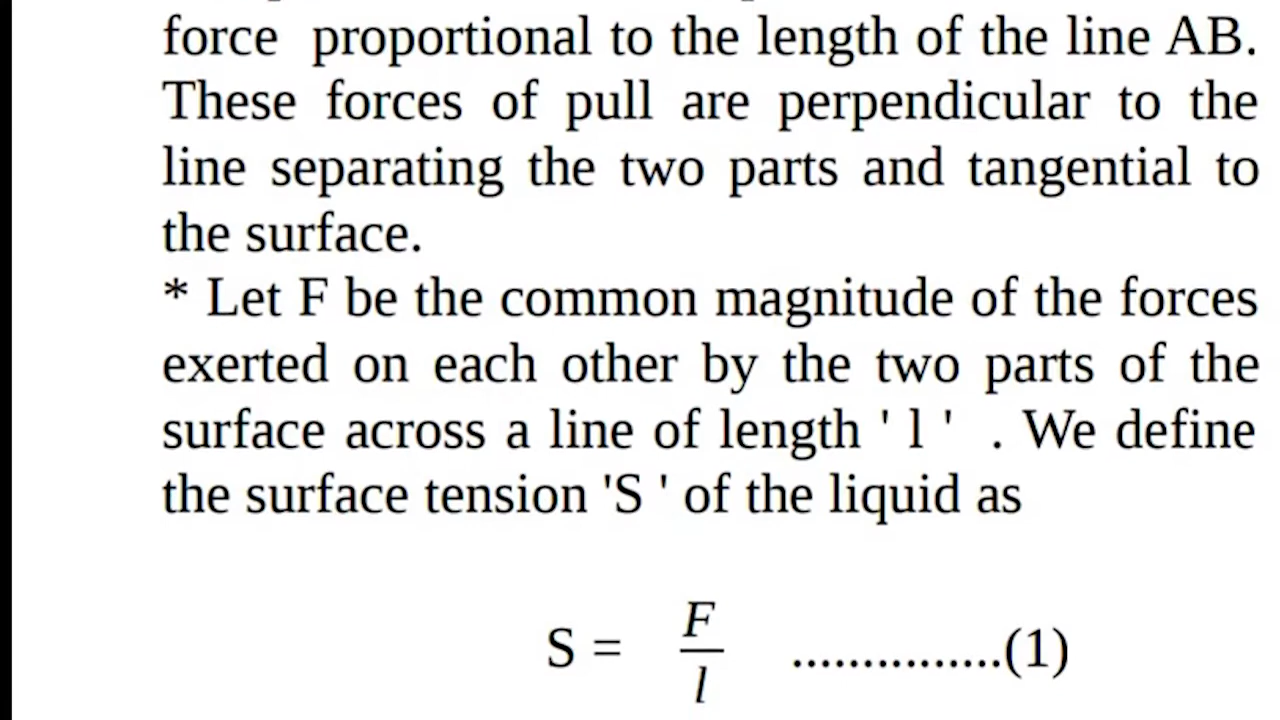 force proportional to the length of the line AB.
These forces of pull are perpendicular to the
line separating the two parts and tangential to
the surface.
* Let F be the common magnitude of the forces
exerted on each other by the two parts of the
surface across a line of length ' l ' . We define
the surface tension 'S ' of the liquid as
S = F/l ...............(1)